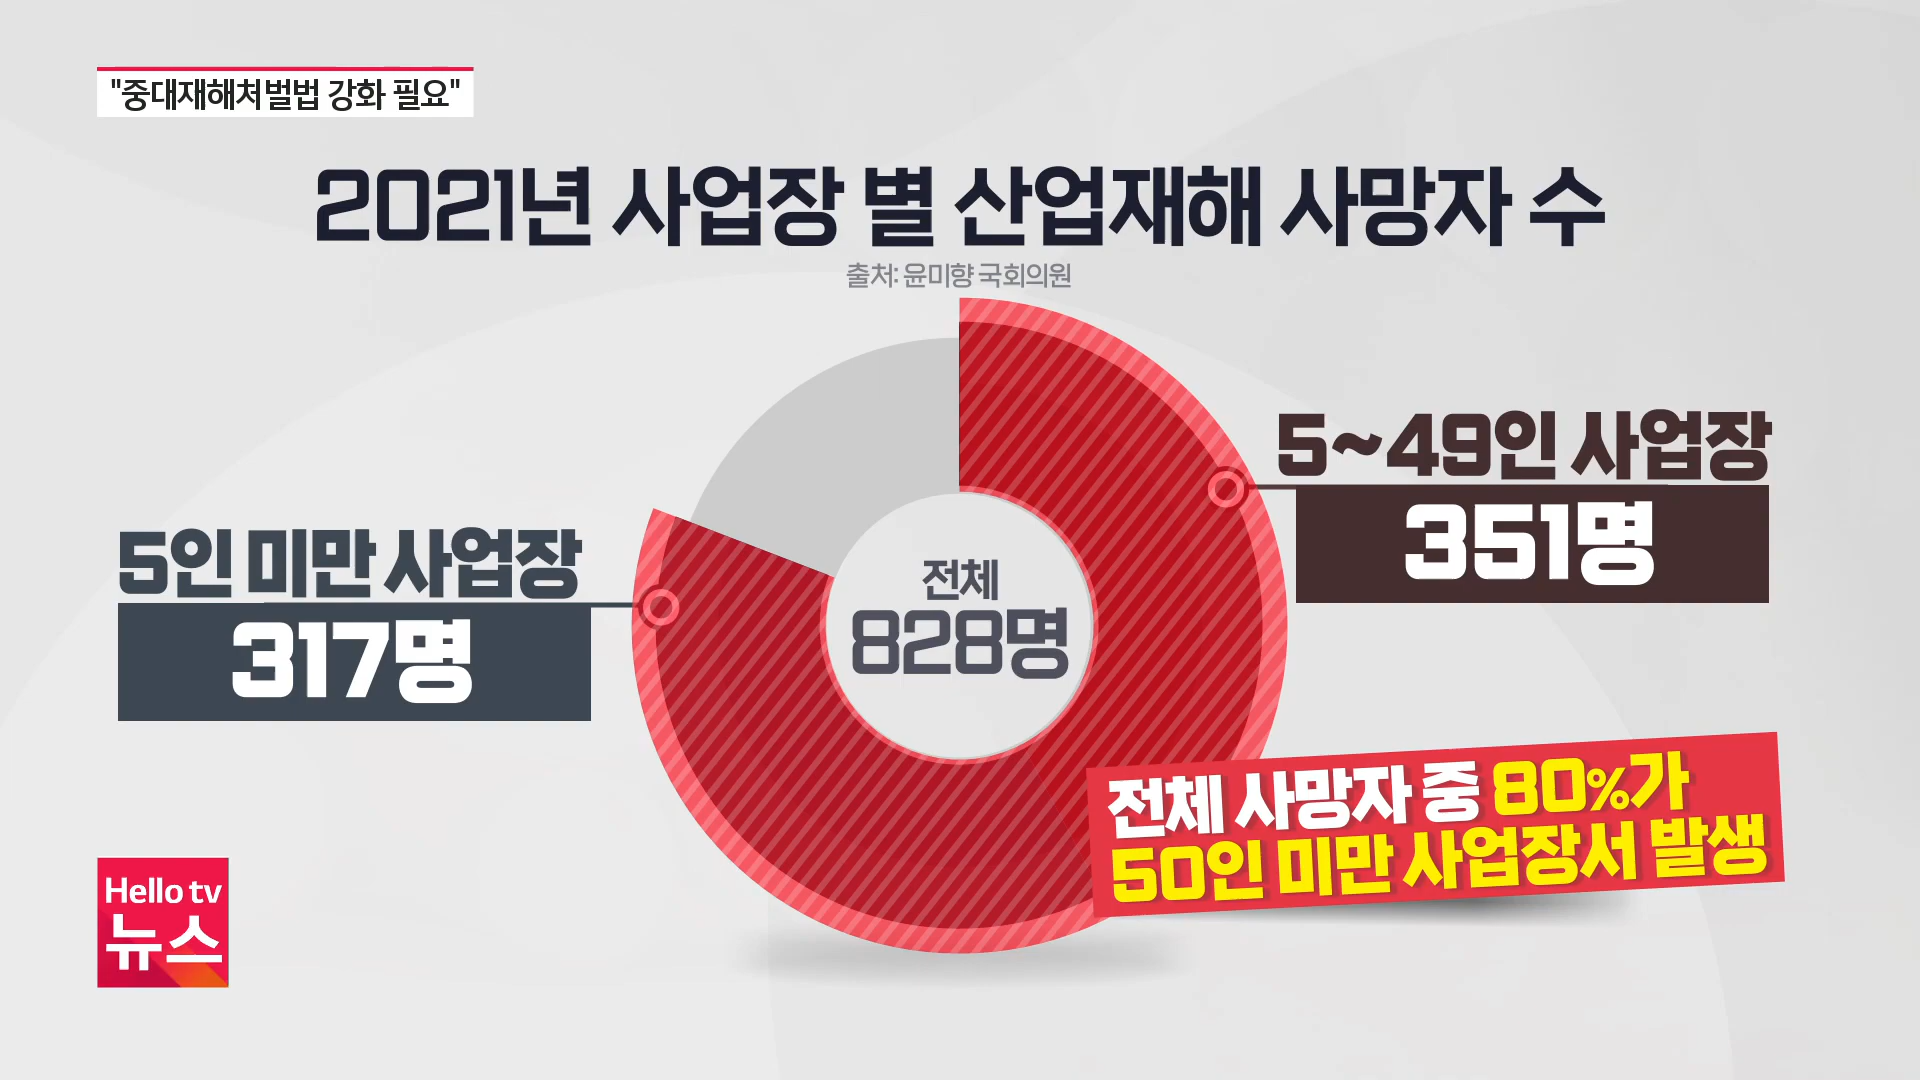 "중대재해처벌법 강화 필요"
2021년 사업장 별 산업재해 사망자 수
출처: 윤미향 국회의원
5~49인 사업장
351명
5인 미만 사업장
317명
전체
828명
전체 사망자 중 80%가
50인 미만 사업장서 발생
Hello tv
뉴스